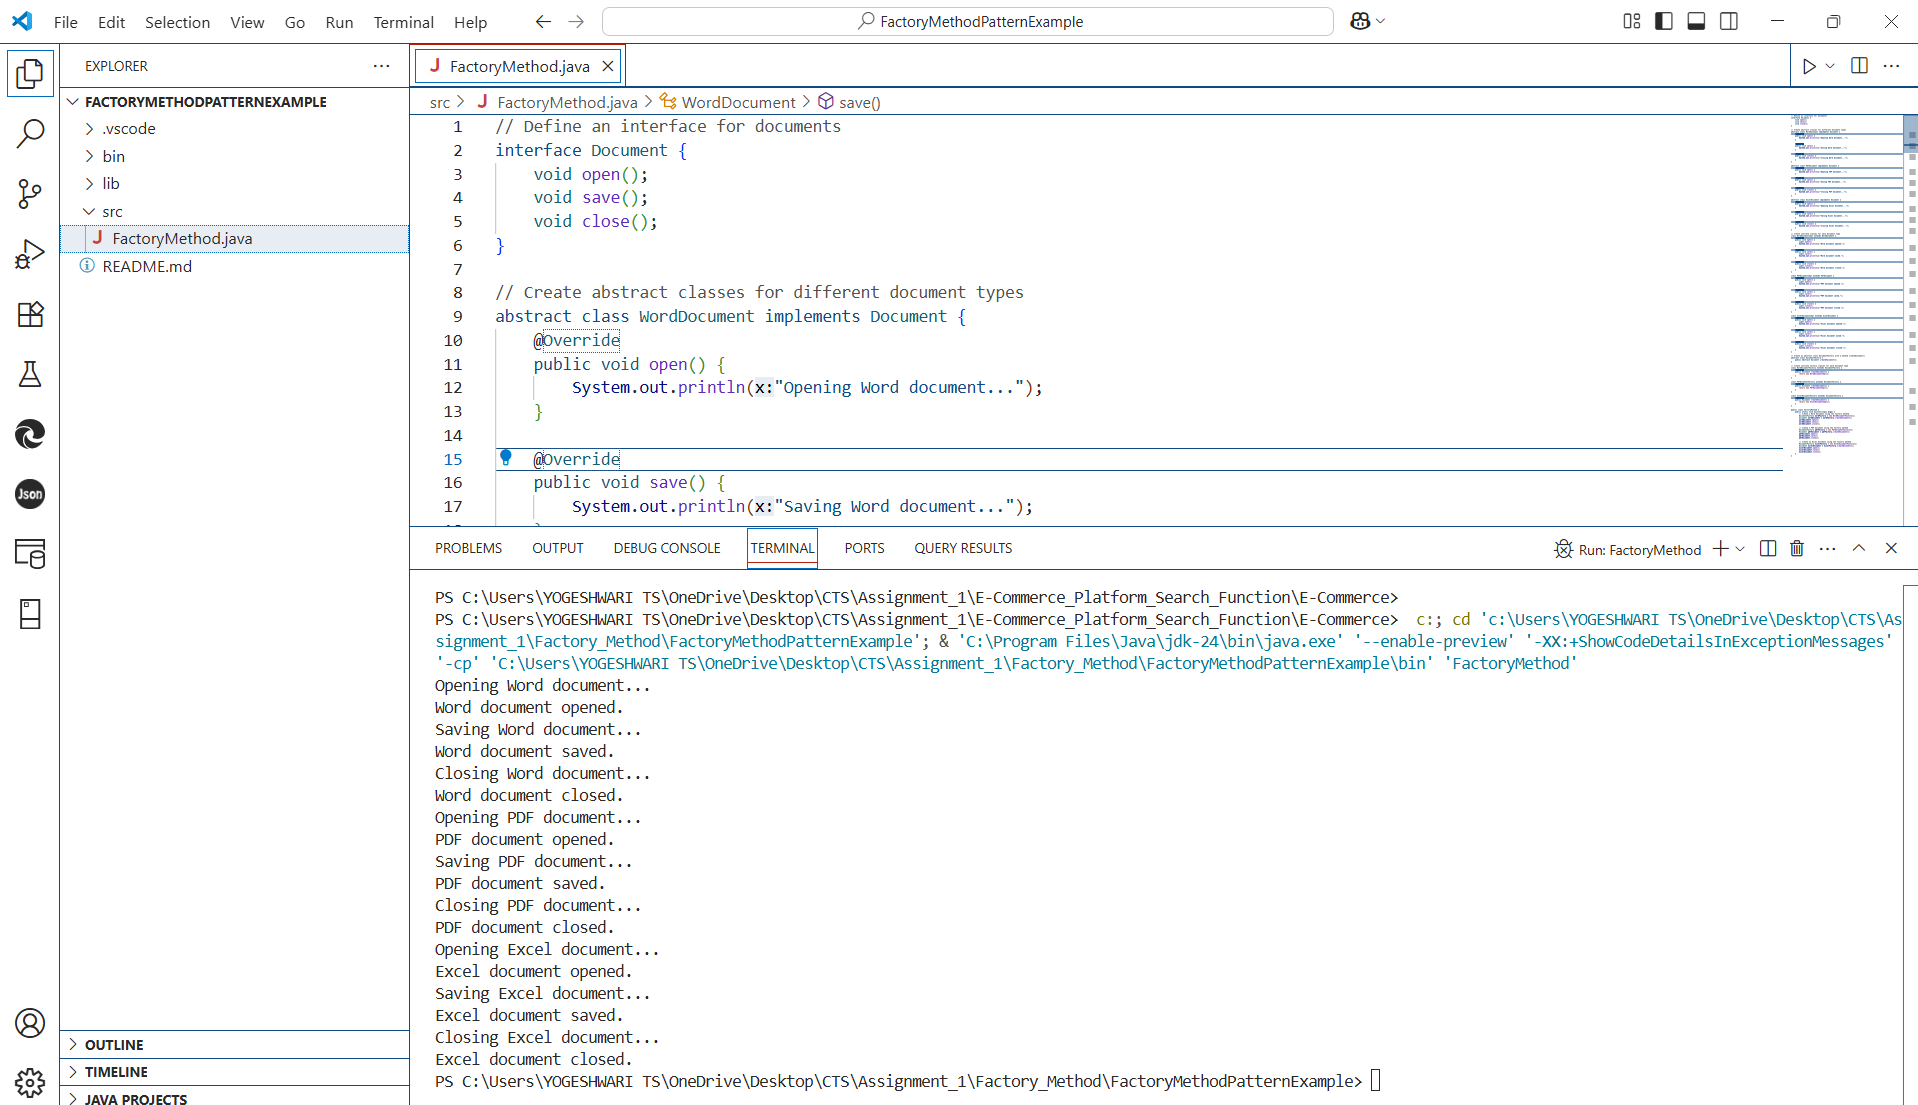 File Edit Selection View Go Run Terminal Help
FactoryMethodPatternExample
EXPLORER
FACTORYMETHODPATTERNEXAMPLE
.vscode
bin
lib
src
J FactoryMethod.java
README.md
OUTLINE
TIMELINE
JAVA PROJECTS
Json
J FactoryMethod.java
src > J FactoryMethod.java > WordDocument > save()
1 // Define an interface for documents
2 interface Document {
3 void open();
4 void save();
5 void close();
6 }
7
8 // Create abstract classes for different document types
9 abstract class WordDocument implements Document {
10 @Override
11 public void open() {
12 System.out.println(x:"Opening Word document...");
13 }
14
15 @Override
16 public void save() {
17 System.out.println(x:"Saving Word document...");
PROBLEMS OUTPUT DEBUG CONSOLE TERMINAL PORTS QUERY RESULTS
Run: FactoryMethod
PS C:\Users\YOGESHWARI TS\OneDrive\Desktop\CTS\Assignment_1\E-Commerce_Platform_Search_Function\E-Commerce>
PS C:\Users\YOGESHWARI TS\OneDrive\Desktop\CTS\Assignment_1\E-Commerce_Platform_Search_Function\E-Commerce> c:; cd 'c:\Users\YOGESHWARI TS\OneDrive\Desktop\CTS\As
signment_1\Factory_Method\FactoryMethodPatternExample'; & 'C:\Program Files\Java\jdk-24\bin\java.exe' '--enable-preview' '-XX:+ShowCodeDetailsInExceptionMessages'
'-cp' 'C:\Users\YOGESHWARI TS\OneDrive\Desktop\CTS\Assignment_1\Factory_Method\FactoryMethodPatternExample\bin' 'FactoryMethod'
Opening Word document...
Word document opened.
Saving Word document...
Word document saved.
Closing Word document...
Word document closed.
Opening PDF document...
PDF document opened.
Saving PDF document...
PDF document saved.
Closing PDF document...
PDF document closed.
Opening Excel document...
Excel document opened.
Saving Excel document...
Excel document saved.
Closing Excel document...
Excel document closed.
PS C:\Users\YOGESHWARI TS\OneDrive\Desktop\CTS\Assignment_1\Factory_Method\FactoryMethodPatternExample>